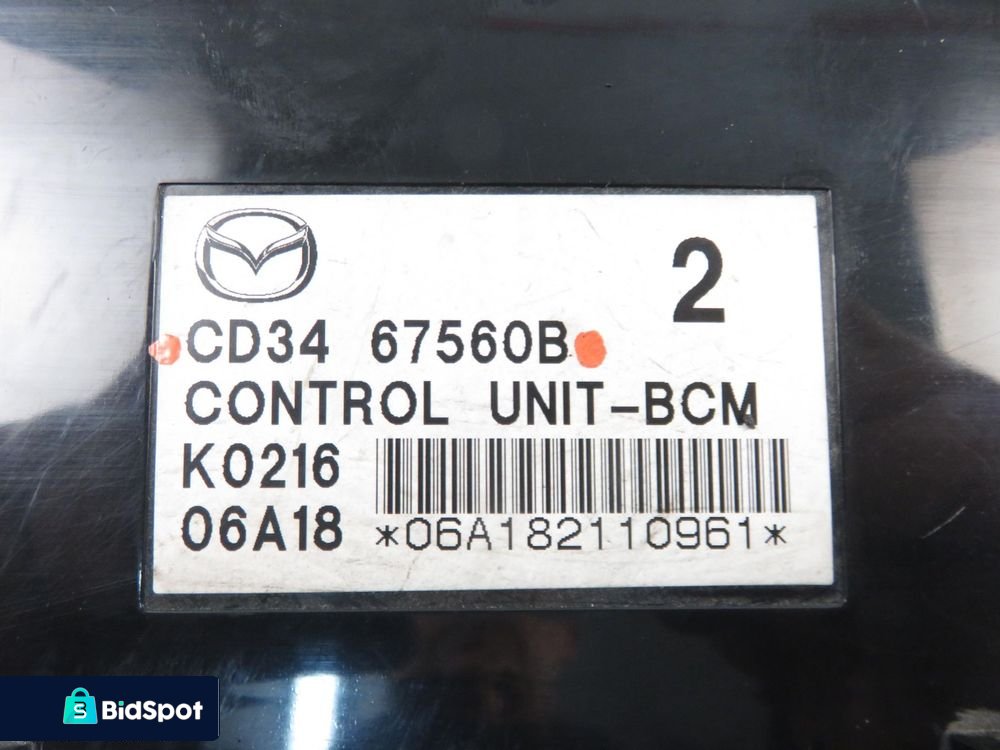 2
CD34 67560B
CONTROL UNIT-BCM
K0216
06A18 *06A182110961*
BidSpot